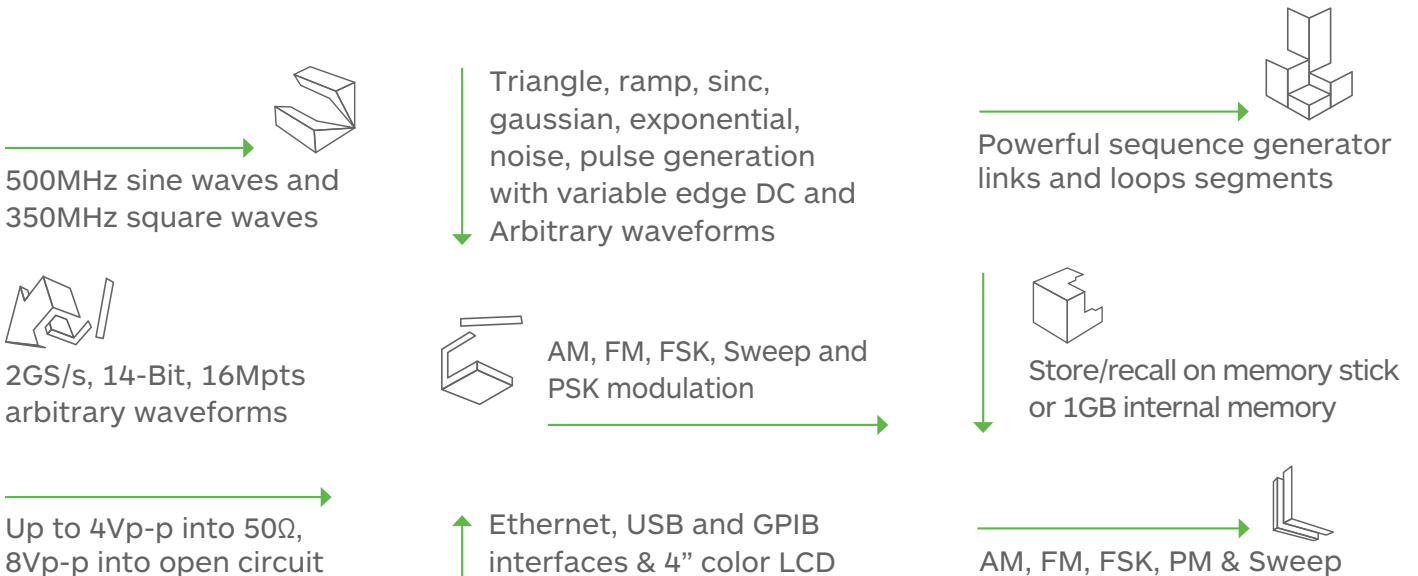 500MHz sine waves and
350MHz square waves
Triangle, ramp, sinc,
gaussian, exponential,
noise, pulse generation
with variable edge DC and
Arbitrary waveforms
Powerful sequence generator
links and loops segments
2GS/s, 14-Bit, 16Mpts
arbitrary waveforms
AM, FM, FSK, Sweep and
PSK modulation
Store/recall on memory stick
or 1GB internal memory
Up to 4Vp-p into 50Ω,
8Vp-p into open circuit
Ethernet, USB and GPIB
interfaces & 4” color LCD
AM, FM, FSK, PM & Sweep